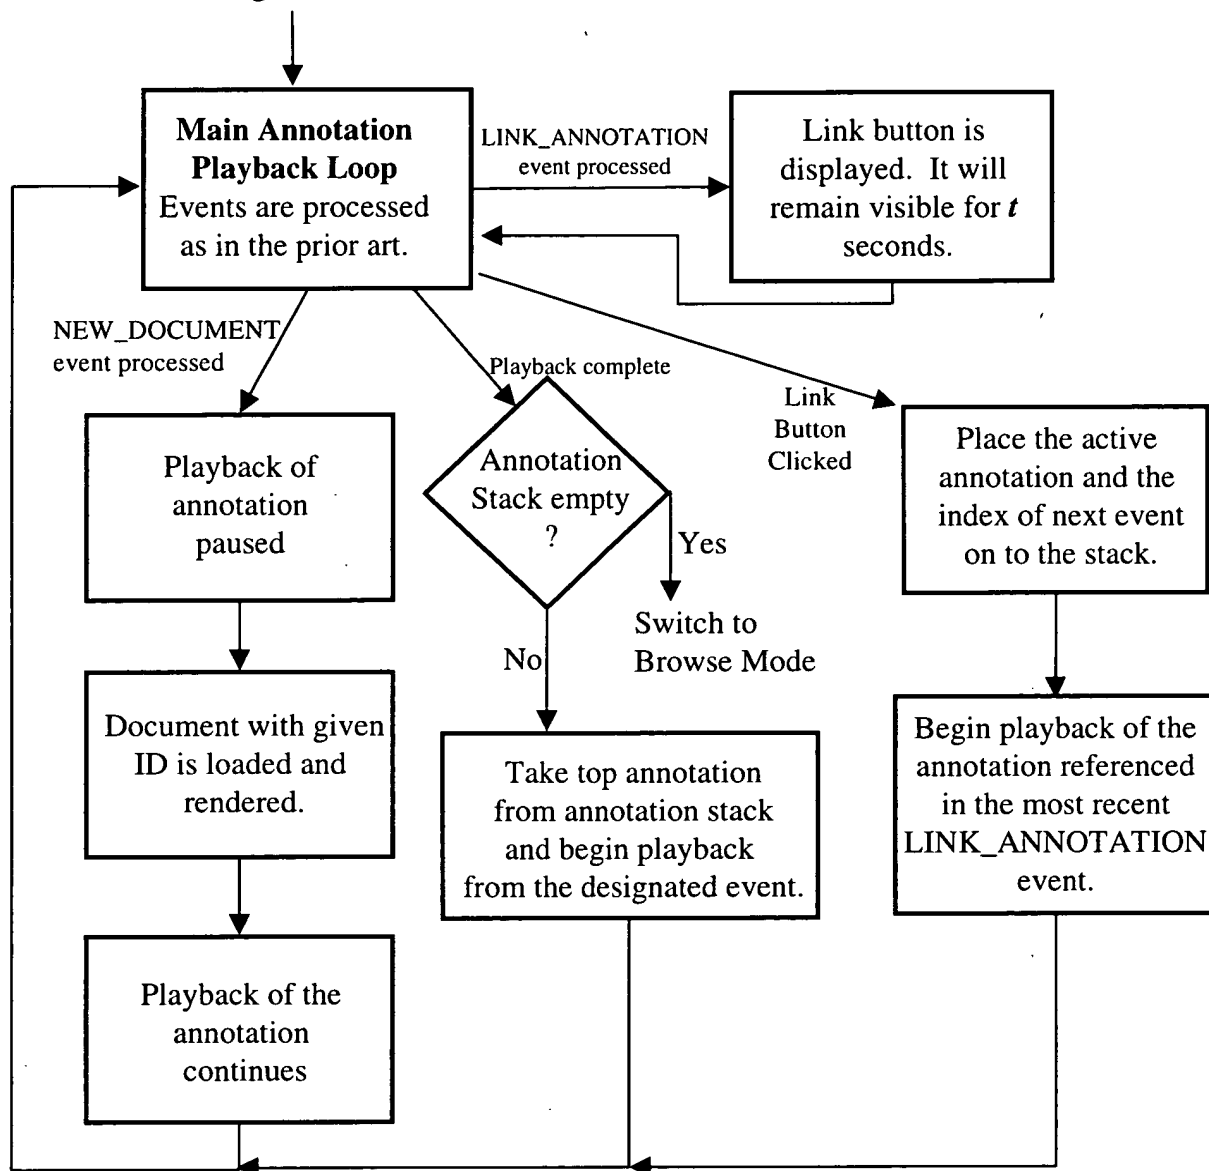 Main Annotation
Playback Loop
Events are processed
as in the prior art.
LINK_ANNOTATION
event processed
Link button is
displayed. It will
remain visible for t
seconds.
NEW_DOCUMENT
event processed
Playback complete
Link
Button
Clicked
Playback of
annotation
paused
Annotation
Stack empty
?
Yes
No
Switch to
Browse Mode
Place the active
annotation and the
index of next event
on to the stack.
Document with given
ID is loaded and
rendered.
Take top annotation
from annotation stack
and begin playback
from the designated event.
Begin playback of the
annotation referenced
in the most recent
LINK_ANNOTATION
event.
Playback of the
annotation
continues